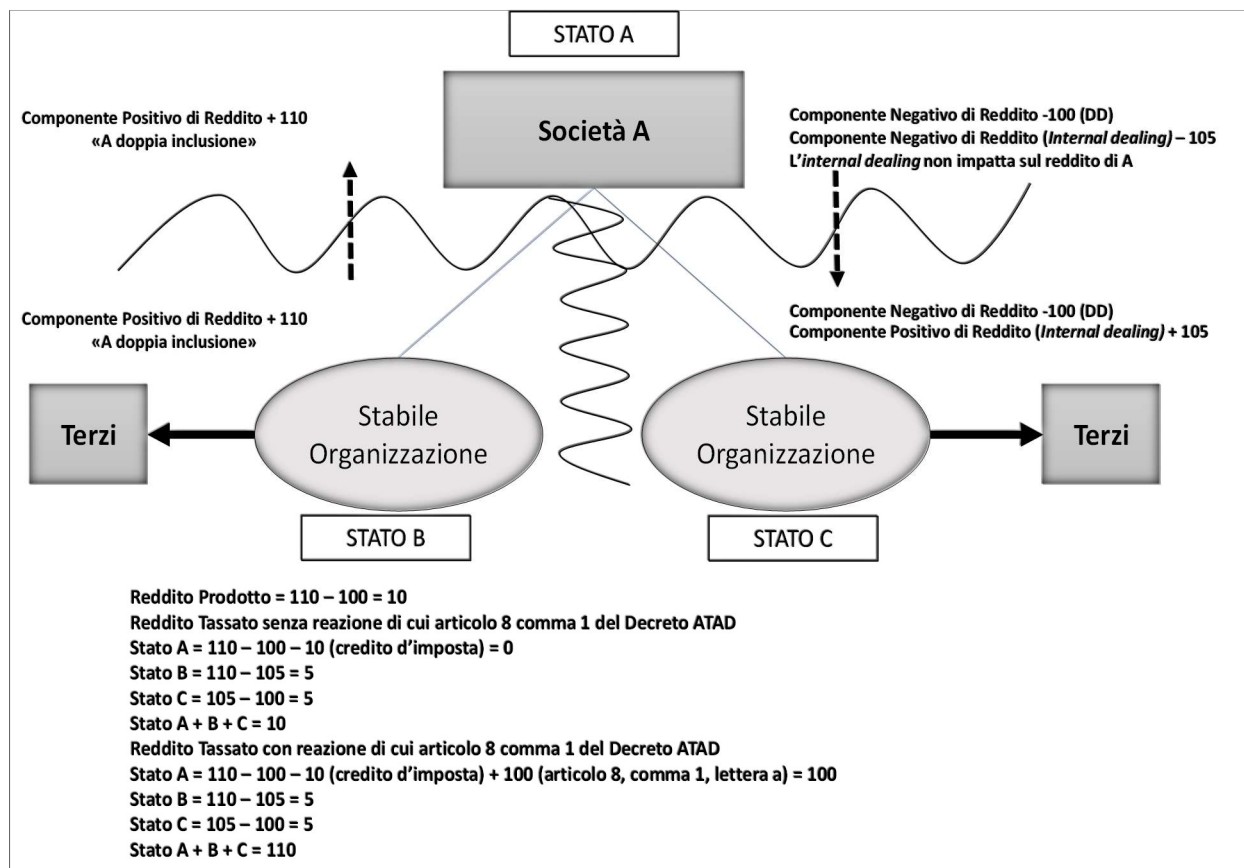 STATO A
Società A
Componente Positivo di Reddito + 110
«A doppia inclusione»
Componente Negativo di Reddito -100 (DD)
Componente Negativo di Reddito (Internal dealing) – 105
L’internal dealing non impatta sul reddito di A
Componente Positivo di Reddito + 110
«A doppia inclusione»
Componente Negativo di Reddito -100 (DD)
Componente Positivo di Reddito (Internal dealing) + 105
Terzi
Stabile
Organizzazione
Stabile
Organizzazione
Terzi
STATO B
STATO C
Reddito Prodotto = 110 – 100 = 10
Reddito Tassato senza reazione di cui articolo 8 comma 1 del Decreto ATAD
Stato A = 110 – 100 – 10 (credito d’imposta) = 0
Stato B = 110 – 105 = 5
Stato C = 105 – 100 = 5
Stato A + B + C = 10
Reddito Tassato con reazione di cui articolo 8 comma 1 del Decreto ATAD
Stato A = 110 – 100 – 10 (credito d’imposta) + 100 (articolo 8, comma 1, lettera a) = 100
Stato B = 110 – 105 = 5
Stato C = 105 – 100 = 5
Stato A + B + C = 110